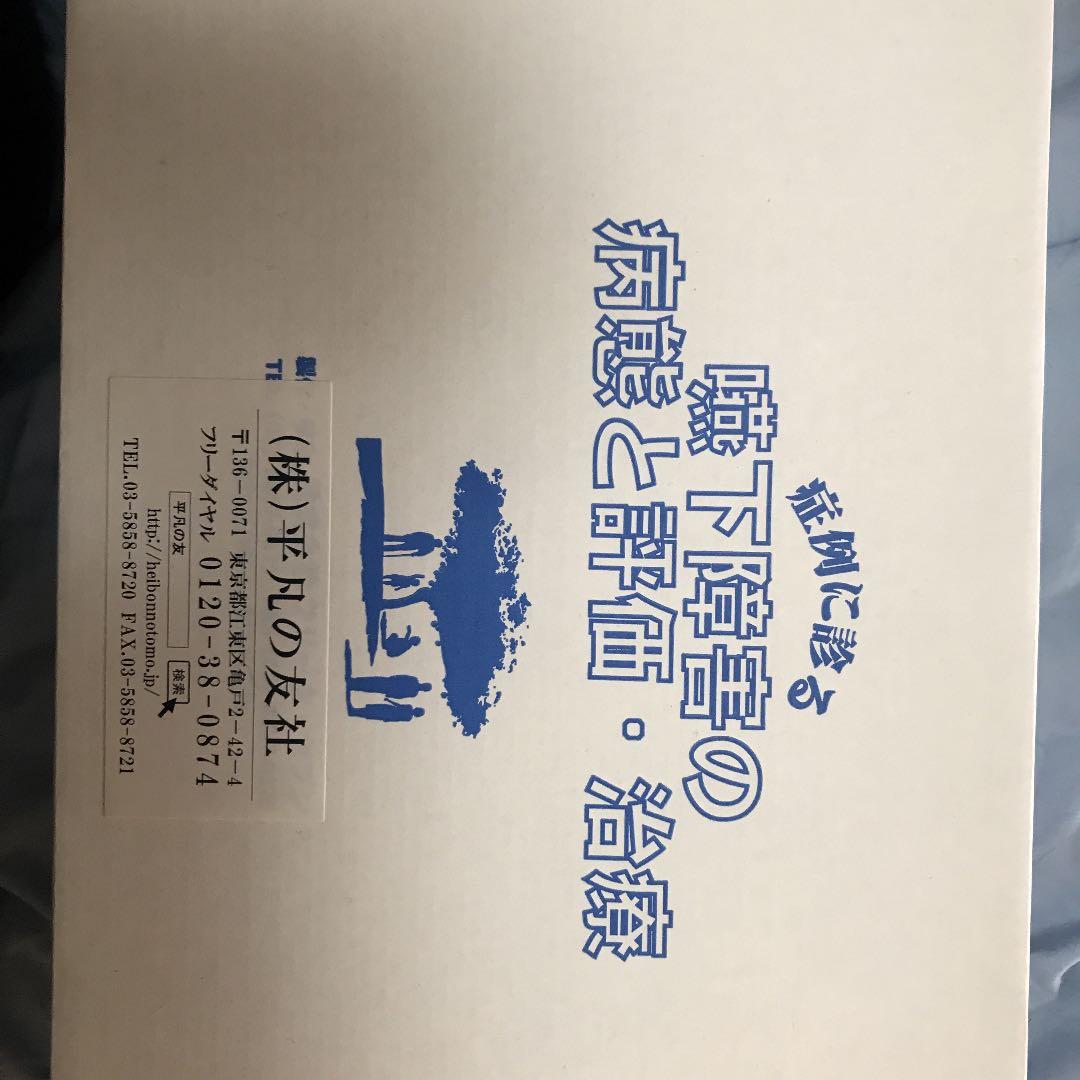 症例に診る
嚥下障害の
病態と評価・治療
製
TE
(株)平凡の友社
〒136-0071 東京都江東区亀戸2-42-4
フリーダイヤル 0120-38-0874
平凡の友 検索
http://heibonnotomo.jp/
TEL.03-5858-8720 FAX.03-5858-8721